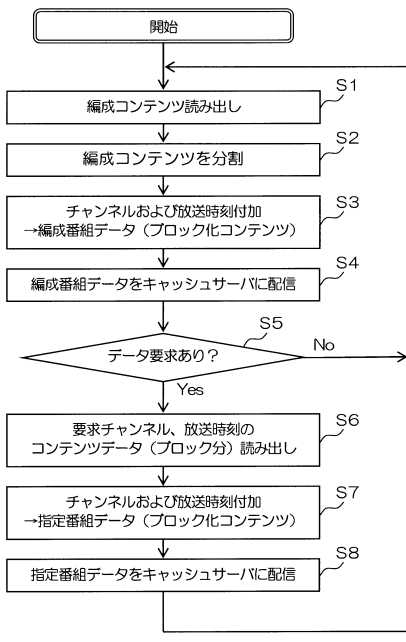 開始
S1
編成コンテンツ読み出し
S2
編成コンテンツを分割
S3
チャンネルおよび放送時刻付加
→編成番組データ(ブロック化コンテンツ)
S4
編成番組データをキャッシュサーバに配信
S5
データ要求あり?
No
Yes
S6
要求チャンネル、放送時刻の
コンテンツデータ(ブロック分)読み出し
S7
チャンネルおよび放送時刻付加
→指定番組データ(ブロック化コンテンツ)
S8
指定番組データをキャッシュサーバに配信